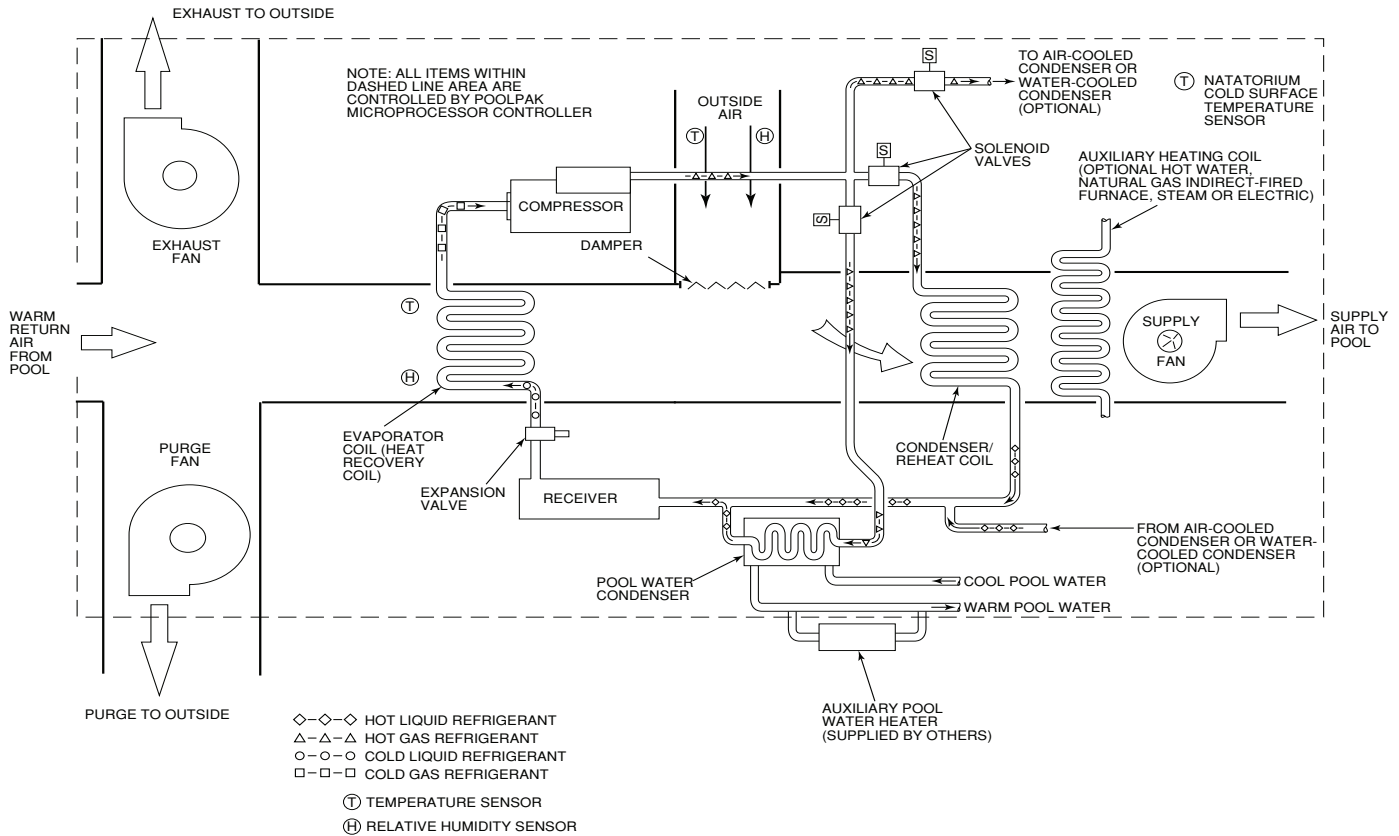 EXHAUST TO OUTSIDE
NOTE: ALL ITEMS WITHIN
DASHED LINE AREA ARE
CONTROLLED BY POOLPAK
MICROPROCESSOR CONTROLLER
OUTSIDE
AIR
T
H
S
TO AIR-COOLED
CONDENSER OR
WATER-COOLED
CONDENSER
(OPTIONAL)
T
NATATORIUM
COLD SURFACE
TEMPERATURE
SENSOR
S
SOLENOID
VALVES
AUXILIARY HEATING COIL
(OPTIONAL HOT WATER,
NATURAL GAS INDIRECT-FIRED
FURNACE, STEAM OR ELECTRIC)
COMPRESSOR
S
EXHAUST
FAN
DAMPER
T
WARM
RETURN
AIR
FROM
POOL
H
SUPPLY
FAN
SUPPLY
AIR TO
POOL
EVAPORATOR
COIL (HEAT
RECOVERY
COIL)
PURGE
FAN
CONDENSER/
REHEAT COIL
EXPANSION
VALVE
RECEIVER
FROM AIR-COOLED
CONDENSER OR WATER-
COOLED CONDENSER
(OPTIONAL)
POOL WATER
CONDENSER
COOL POOL WATER
WARM POOL WATER
PURGE TO OUTSIDE
AUXILIARY POOL
WATER HEATER
(SUPPLIED BY OTHERS)
HOT LIQUID REFRIGERANT
HOT GAS REFRIGERANT
COLD LIQUID REFRIGERANT
COLD GAS REFRIGERANT
T TEMPERATURE SENSOR
H RELATIVE HUMIDITY SENSOR